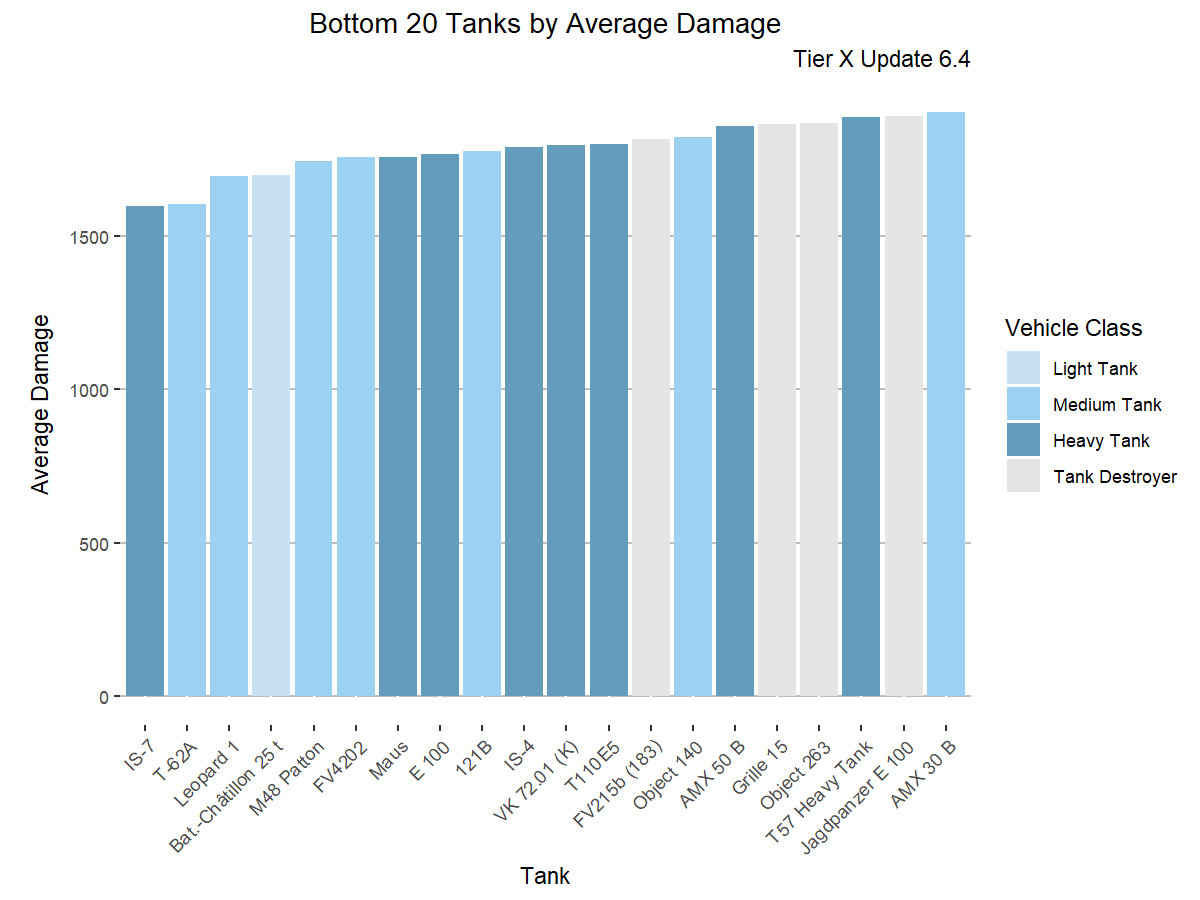 Bottom 20 Tanks by Average Damage
Tier X Update 6.4
Average Damage
1500
1000
500
0
IS-7
T-62A
Leopard 1
Bat.-Châtillon 25 t
M48 Patton
FV4202
Maus
E 100
121B
IS-4
VK 72.01 (K)
T110E5
FV215b (183)
Object 140
AMX 50 B
Grille 15
Object 263
T57 Heavy Tank
Jagdpanzer E 100
AMX 30 B
Tank
Vehicle Class
Light Tank
Medium Tank
Heavy Tank
Tank Destroyer